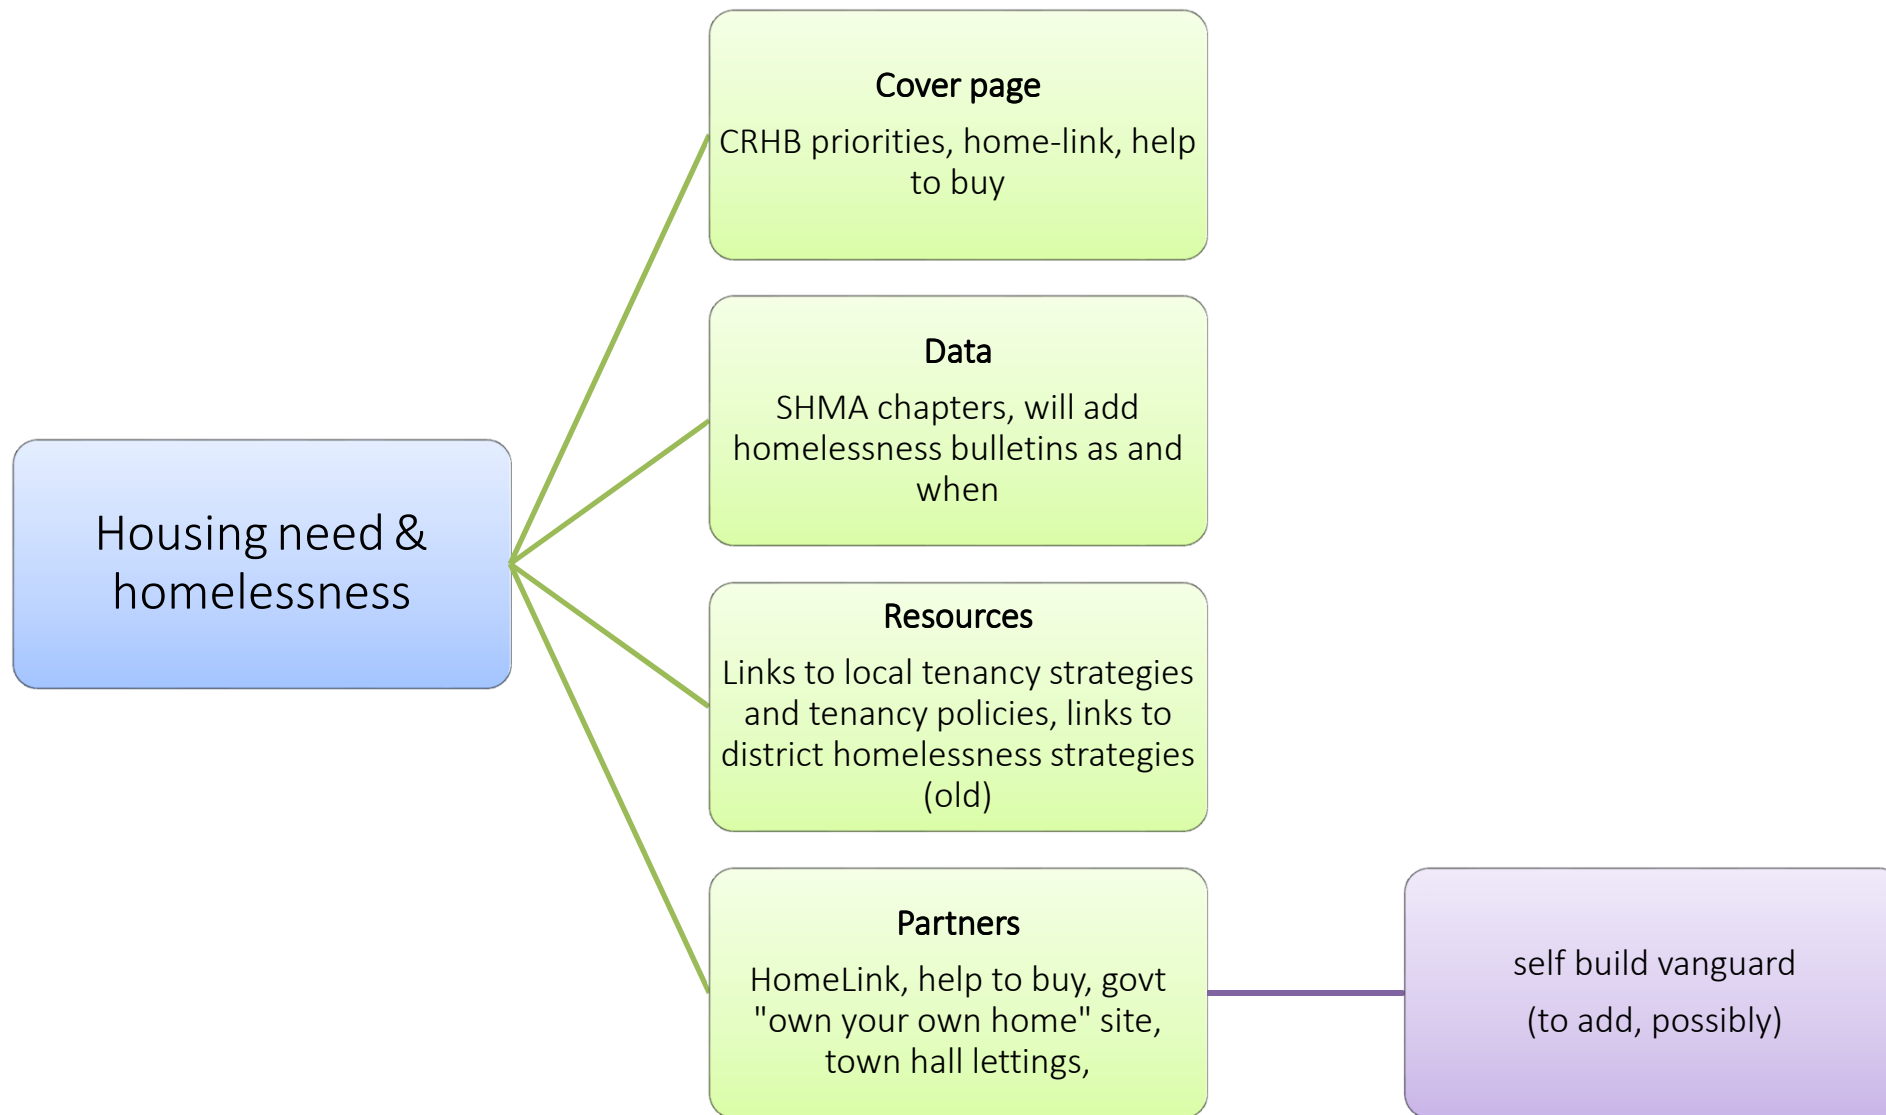 Housing need &
homelessness
Cover page
CRHB priorities, home-link, help
to buy
Data
SHMA chapters, will add
homelessness bulletins as and
when
Resources
Links to local tenancy strategies
and tenancy policies, links to
district homelessness strategies
(old)
Partners
HomeLink, help to buy, govt
"own your own home" site,
town hall lettings,
self build vanguard
(to add, possibly)